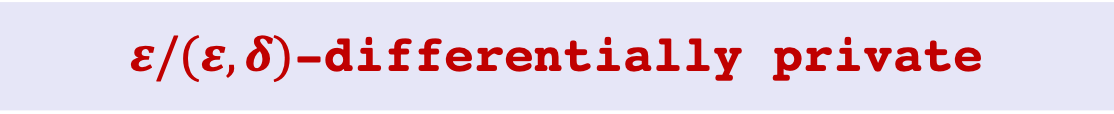 ε/(ε, δ)-differentially private